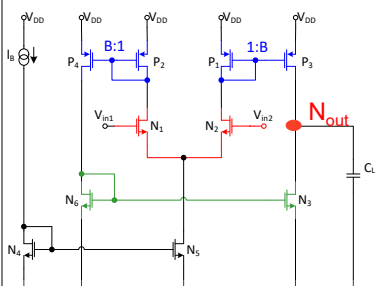 VDD VDD VDD VDD VDD
B:1 1:B
IB
P4 P2 P1 P3
Vin1 Vin2 Nout
N1 N2
CL
N6 N3
N4 N5